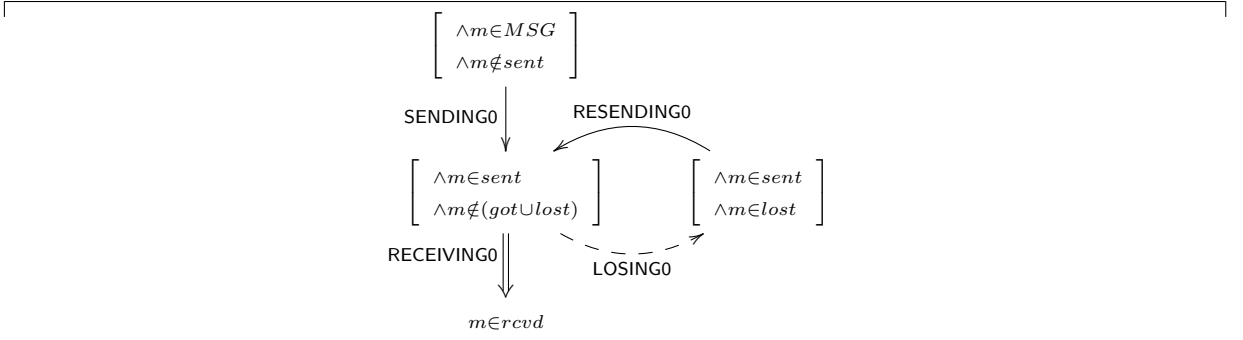 ∧m∈MSG
∧m∉sent
SENDING0
RESENDING0
∧m∈sent
∧m∉(got∪lost)
∧m∈sent
∧m∈lost
RECEIVING0
LOSING0
m∈rcvd